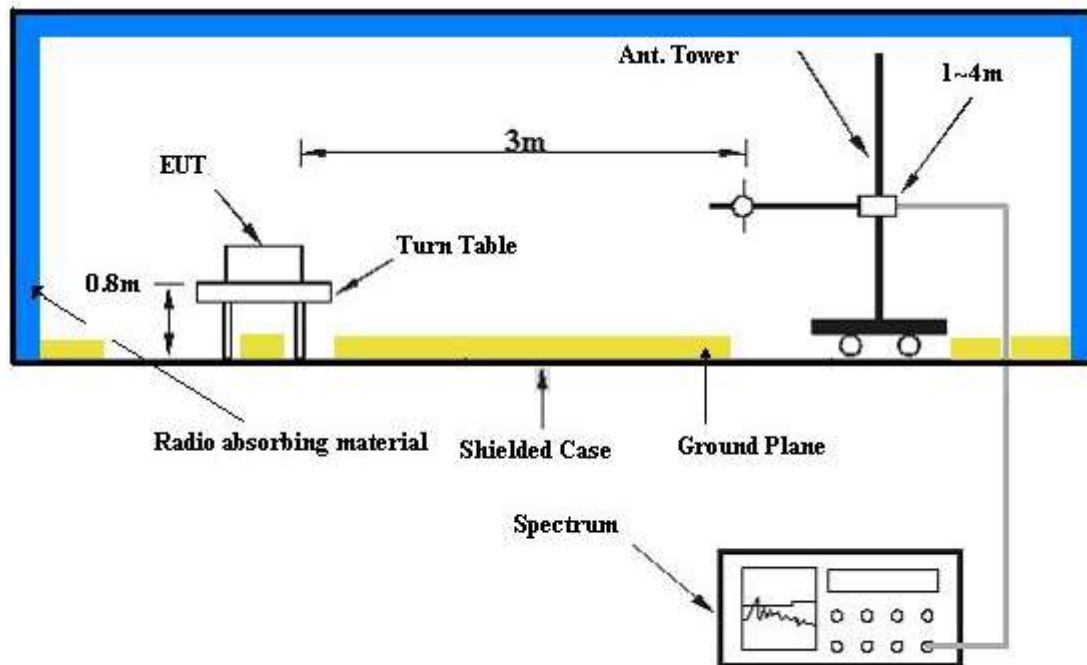 Ant. Tower
1~4m
3m
EUT
Turn Table
0.8m
Radio absorbing material
Shielded Case
Ground Plane
Spectrum